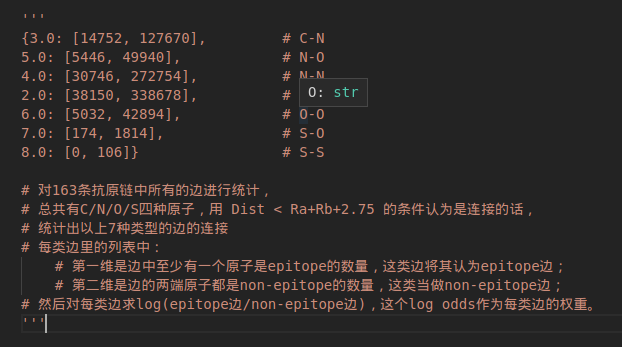 '''
{3.0: [14752, 127670],         # C-N
5.0: [5446, 49940],            # N-O
4.0: [30746, 272754],          # N-N
2.0: [38150, 338678],          #
O: str
6.0: [5032, 42894],            # O-O
7.0: [174, 1814],              # S-O
8.0: [0, 106]}                 # S-S
# 对163条抗原链中所有的边进行统计，
# 总共有C/N/O/S四种原子，用 Dist < Ra+Rb+2.75 的条件认为是连接的话，
# 统计出以上7种类型的边的连接
# 每类边里的列表中：
    # 第一维是边中至少有一个原子是epitope的数量，这类边将其认为epitope边；
    # 第二维是边的两端原子都是non-epitope的数量，这类当做non-epitope边；
# 然后对每类边求log(epitope边/non-epitope边)，这个log odds作为每类边的权重。
'''